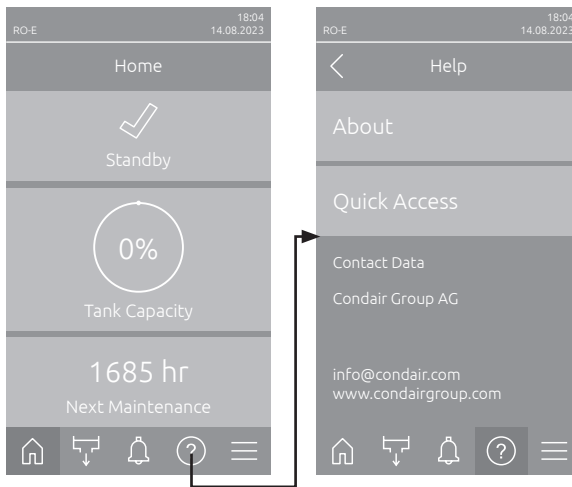 18:04
RO-E 14.08.2023
Home
Standby
0%
Tank Capacity
1685 hr
Next Maintenance
?
18:04
RO-E 14.08.2023
Help
About
Quick Access
Contact Data
Condair Group AG
info@condair.com
www.condairgroup.com
?